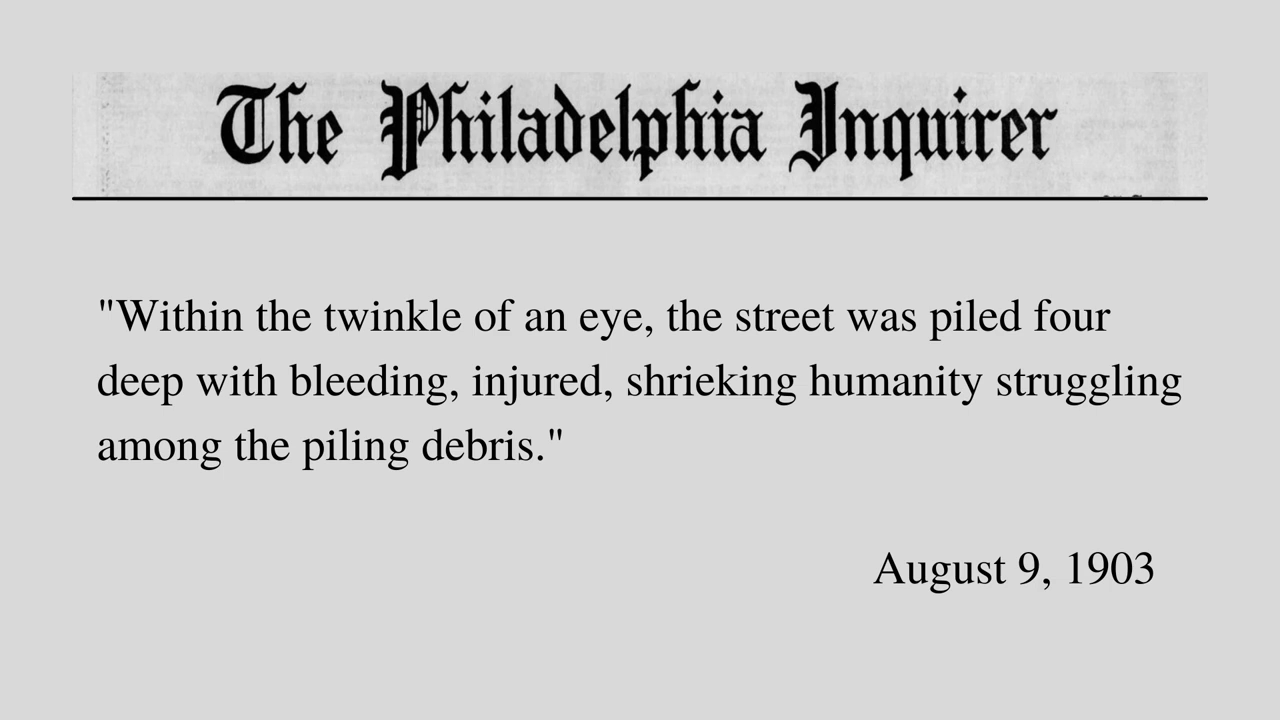 The Philadelphia Inquirer
"Within the twinkle of an eye, the street was piled four
deep with bleeding, injured, shrieking humanity struggling
among the piling debris."
August 9, 1903